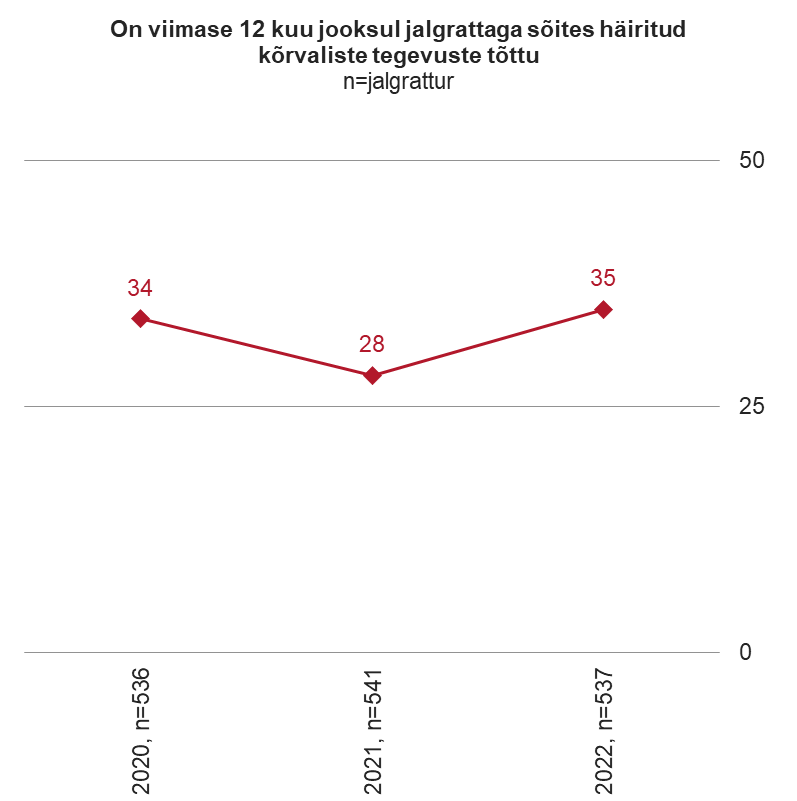 On viimase 12 kuu jooksul jalgrattaga sõites häiritud
kõrvaliste tegevuste tõttu
n=jalgrattur
50
34
35
28
25
0
2020, n=536
2021, n=541
2022, n=537